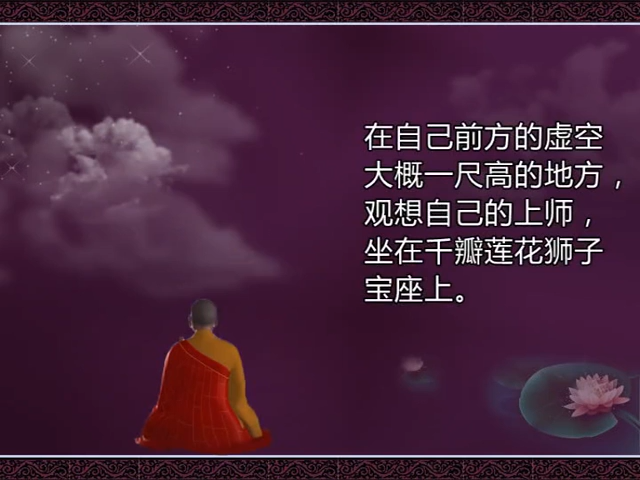 在自己前方的虚空
大概一尺高的地方，
观想自己的上师，
坐在千瓣莲花狮子
宝座上。